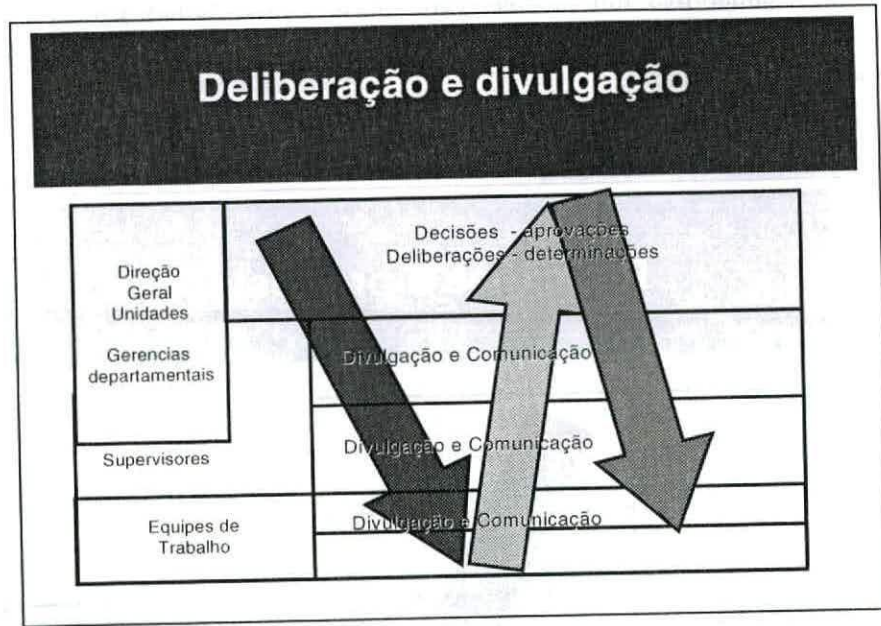 Deliberação e divulgação
Direção
Geral
Unidades
Gerencias
departamentais
Supervisores
Equipes de
Trabalho
Decisões - aprovações
Deliberações - determinações
Divulgação e Comunicação
Divulgação e Comunicação
Divulgação e Comunicação